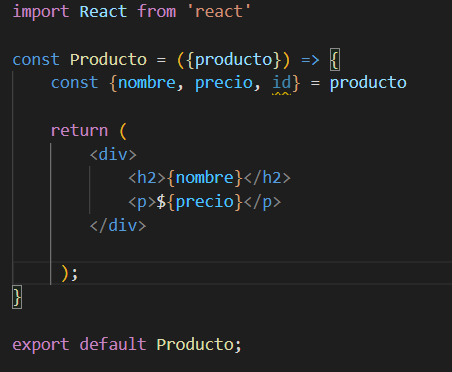 import React from 'react'
const Producto = ({producto}) => {
const {nombre, precio, id} = producto
return (
<div>
<h2>{nombre}</h2>
<p>${precio}</p>
</div>
);
}
export default Producto;